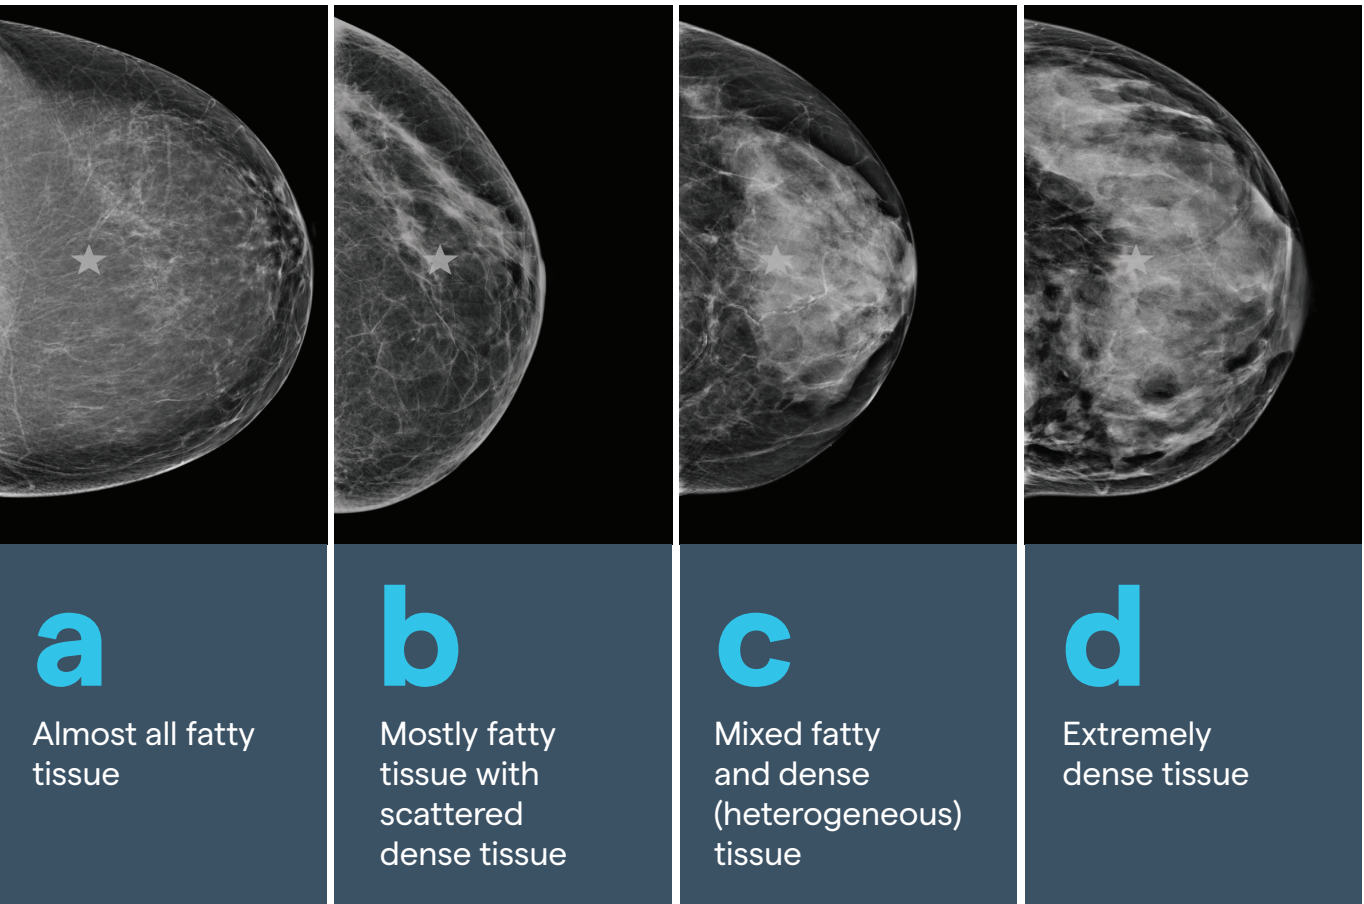 a
Almost all fatty
tissue
b
Mostly fatty
tissue with
scattered
dense tissue
c
Mixed fatty
and dense
(heterogeneous)
tissue
d
Extremely
dense tissue